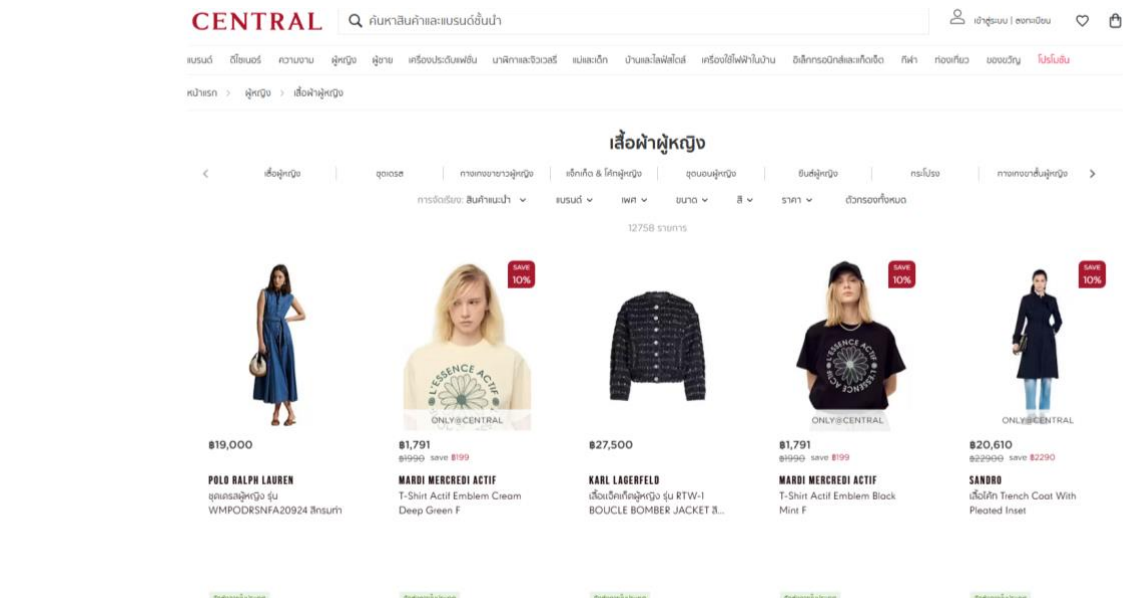 CENTRAL
ค้นหาสินค้าและแบรนด์ชั้นนำ
เข้าสู่ระบบ | ลงทะเบียน
แบรนด์ ดีไซเนอร์ ความงาม ผู้หญิง ผู้ชาย เครื่องประดับแฟชั่น นาฬิกาและจิวเวลรี่ แม่และเด็ก บ้านและไลฟ์สไตล์ เครื่องใช้ไฟฟ้าในบ้าน อิเล็กทรอนิกส์และแก็ดเจ็ต กีฬา ท่องเที่ยว ของขวัญ โปรโมชั่น
หน้าแรก > ผู้หญิง > เสื้อผ้าผู้หญิง
เสื้อผ้าผู้หญิง
เสื้อผู้หญิง ชุดเดรส กางเกงขายาวผู้หญิง แจ็กเก็ต & โค้ทผู้หญิง ชุดนอนผู้หญิง ยีนส์ผู้หญิง กระโปรง กางเกงขาสั้นผู้หญิง
การจัดเรียง: สินค้าแนะนำ แบรนด์ เพศ ขนาด สี ราคา ตัวกรองทั้งหมด
12758 รายการ
SAVE
10%
SAVE
10%
SAVE
10%
L'ESSENCE ACTIF
L'ESSENCE ACTIF L'ESSENCE ACTIF
ONLY@CENTRAL
ONLY@CENTRAL
ONLY@CENTRAL
฿19,000
POLO RALPH LAUREN
ชุดเดรสผู้หญิง รุ่น
WMPODRSNFA20924 สีกรมท่า
฿1,791
฿1990 save ฿199
MARDI MERCREDI ACTIF
T-Shirt Actif Emblem Cream
Deep Green F
฿27,500
KARL LAGERFELD
เสื้อแจ็คเก็ตผู้หญิง รุ่น RTW-I
BOUCLE BOMBER JACKET สี...
฿1,791
฿1990 save ฿199
MARDI MERCREDI ACTIF
T-Shirt Actif Emblem Black
Mint F
฿20,610
฿22900 save ฿2290
SANDRO
เสื้อโค้ท Trench Coat With
Pleated Inset